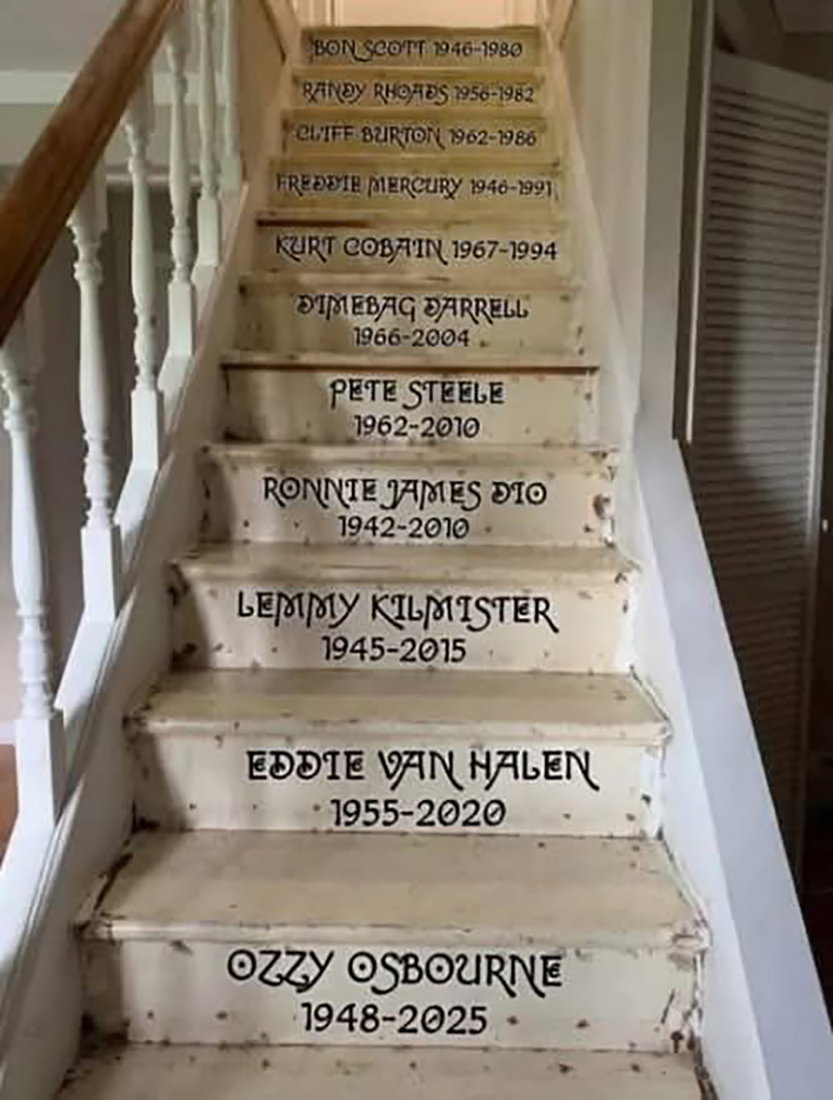 BON SCOTT 1946-1980
RANDY RHOADS 1956-1982
CLIFF BURTON 1962-1986
FREDDIE MERCURY 1946-1991
KURT COBAIN 1967-1994
DIMEBAG DARRELL
1966-2004
PETE STEELE
1962-2010
RONNIE JAMES DIO
1942-2010
LEMMY KILMISTER
1945-2015
EDDIE VAN HALEN
1955-2020
OZZY OSBOURNE
1948-2025